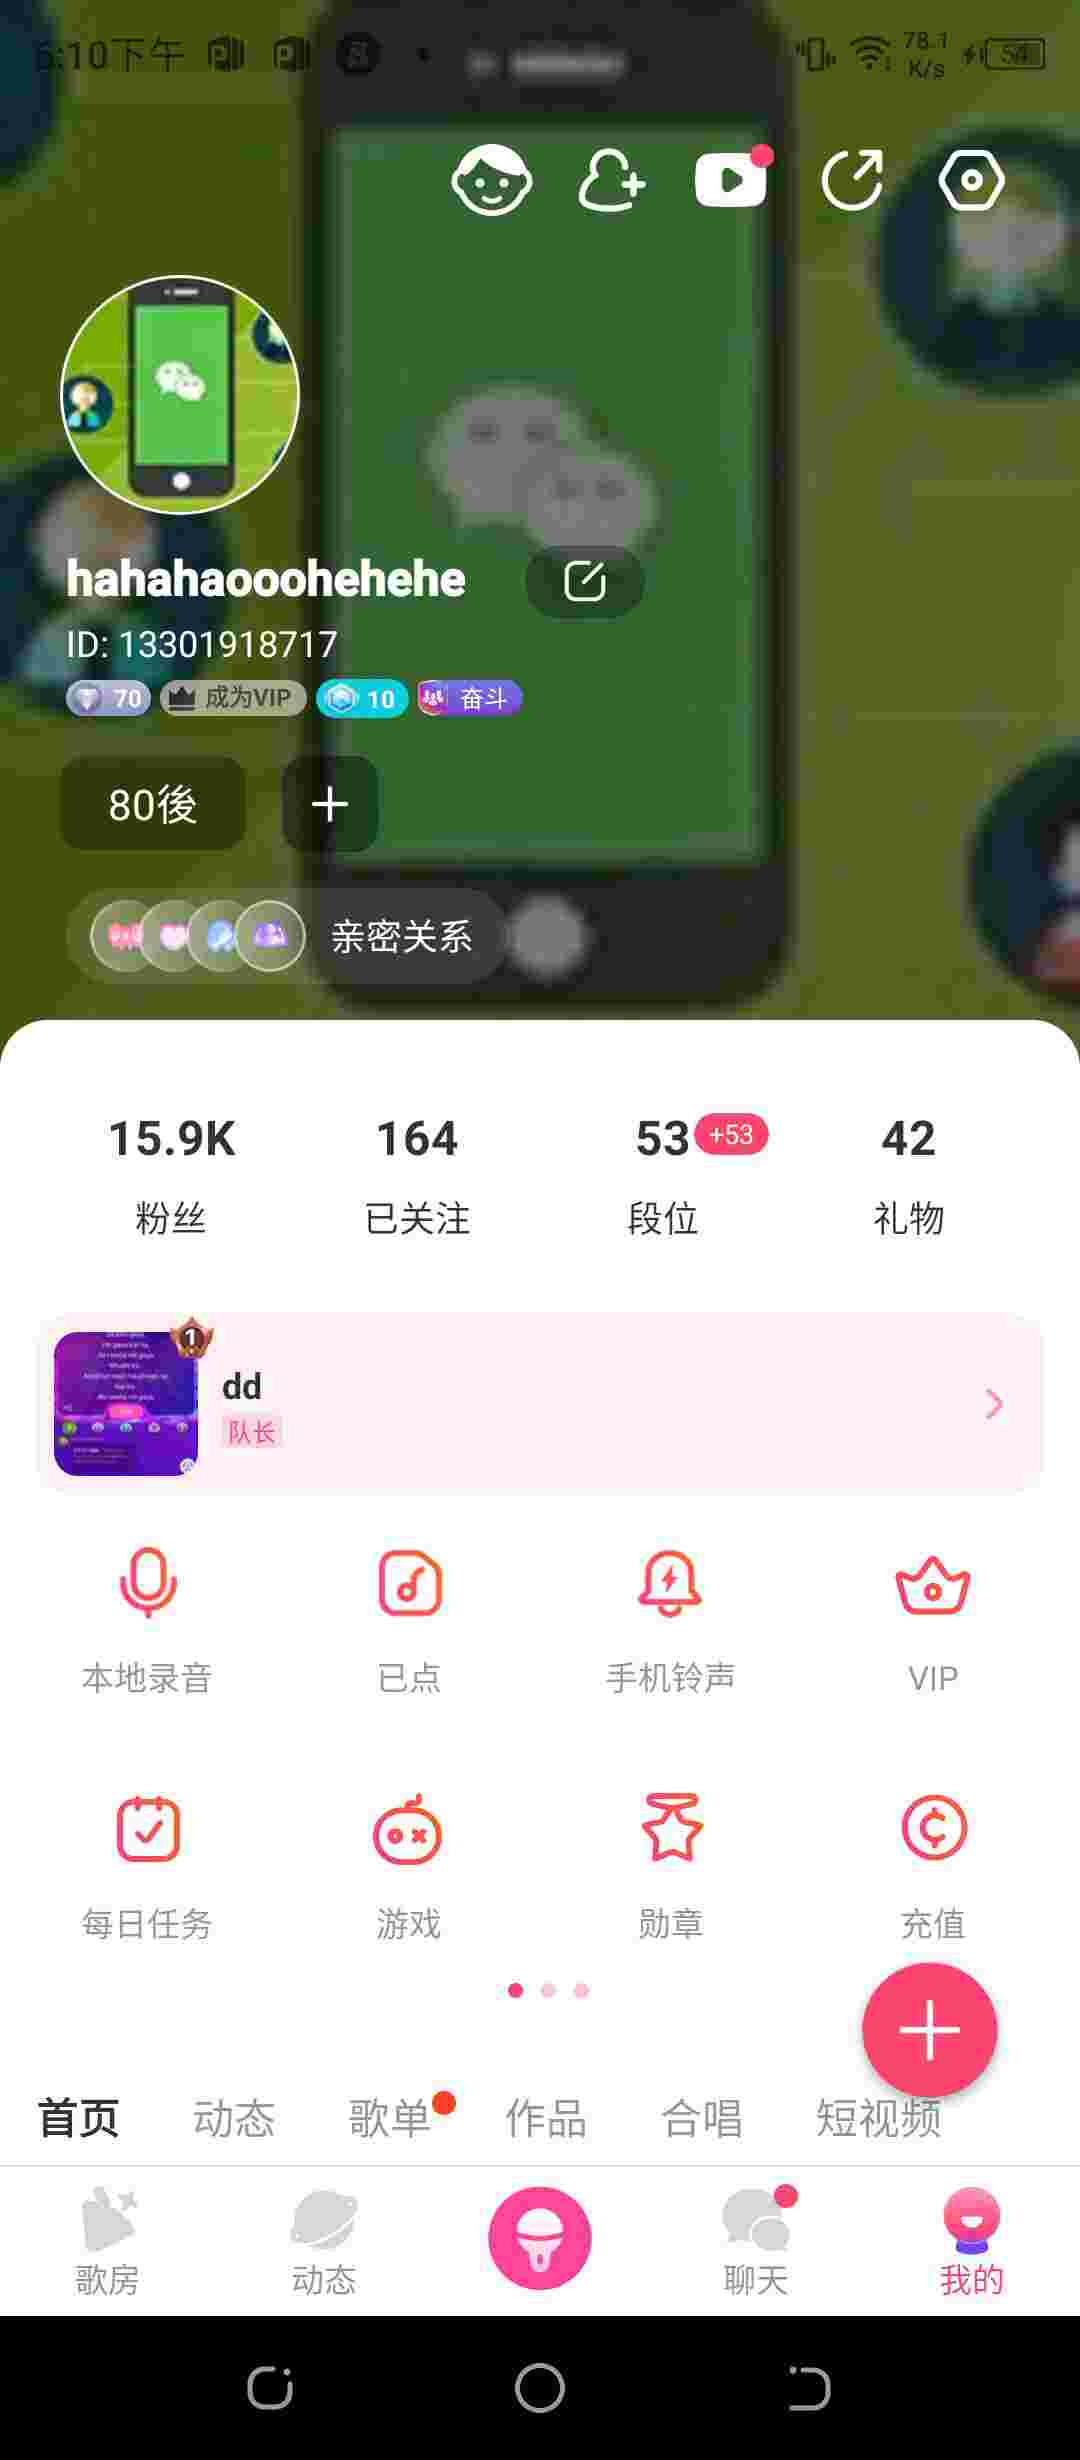 6:10下午
78.1
K/s
54
hahahaooohehehe
ID: 13301918717
70
成为VIP
10
奋斗
80後
亲密关系
15.9K
164
53
+53
42
粉丝
已关注
段位
礼物
1
dd
队长
本地录音
已点
手机铃声
VIP
每日任务
游戏
勋章
充值
首页
动态
歌单
作品
合唱
短视频
歌房
动态
聊天
我的